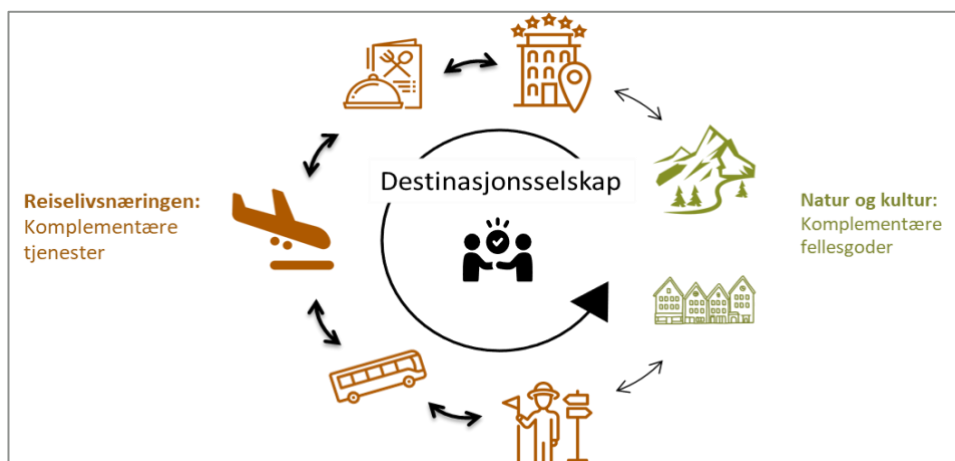 Destinasjonsselskap
Reiselivsnæringen:
Komplementære
tjenester
Natur og kultur:
Komplementære
fellesgoder